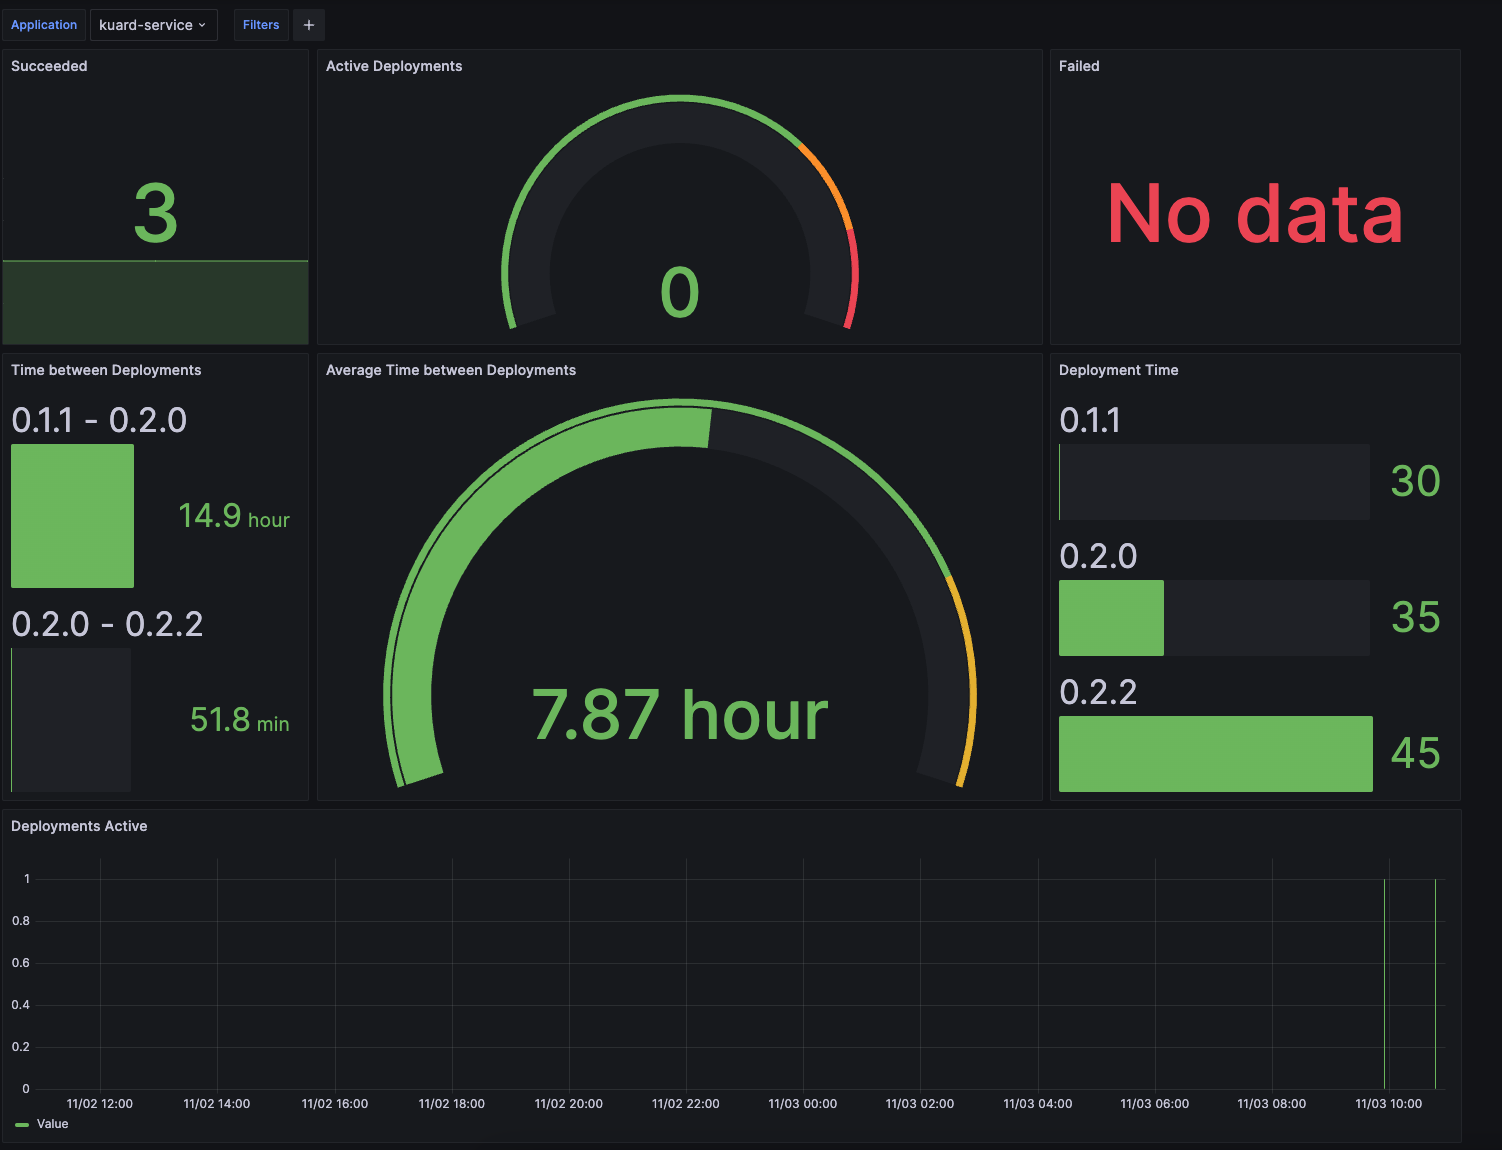 Application kuard-service Filters +
Succeeded
3
Active Deployments
0
Failed
No data
Time between Deployments
0.1.1 - 0.2.0
14.9 hour
0.2.0 - 0.2.2
51.8 min
Average Time between Deployments
7.87 hour
Deployment Time
0.1.1
30
0.2.0
35
0.2.2
45
Deployments Active
1
0.8
0.6
0.4
0.2
0
11/02 12:00 11/02 14:00 11/02 16:00 11/02 18:00 11/02 20:00 11/02 22:00 11/03 00:00 11/03 02:00 11/03 04:00 11/03 06:00 11/03 08:00 11/03 10:00
Value